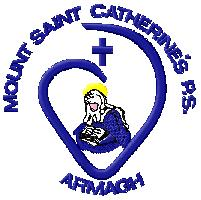 MOUNT SAINT CATHERINE'S P.S.
ARMAGH